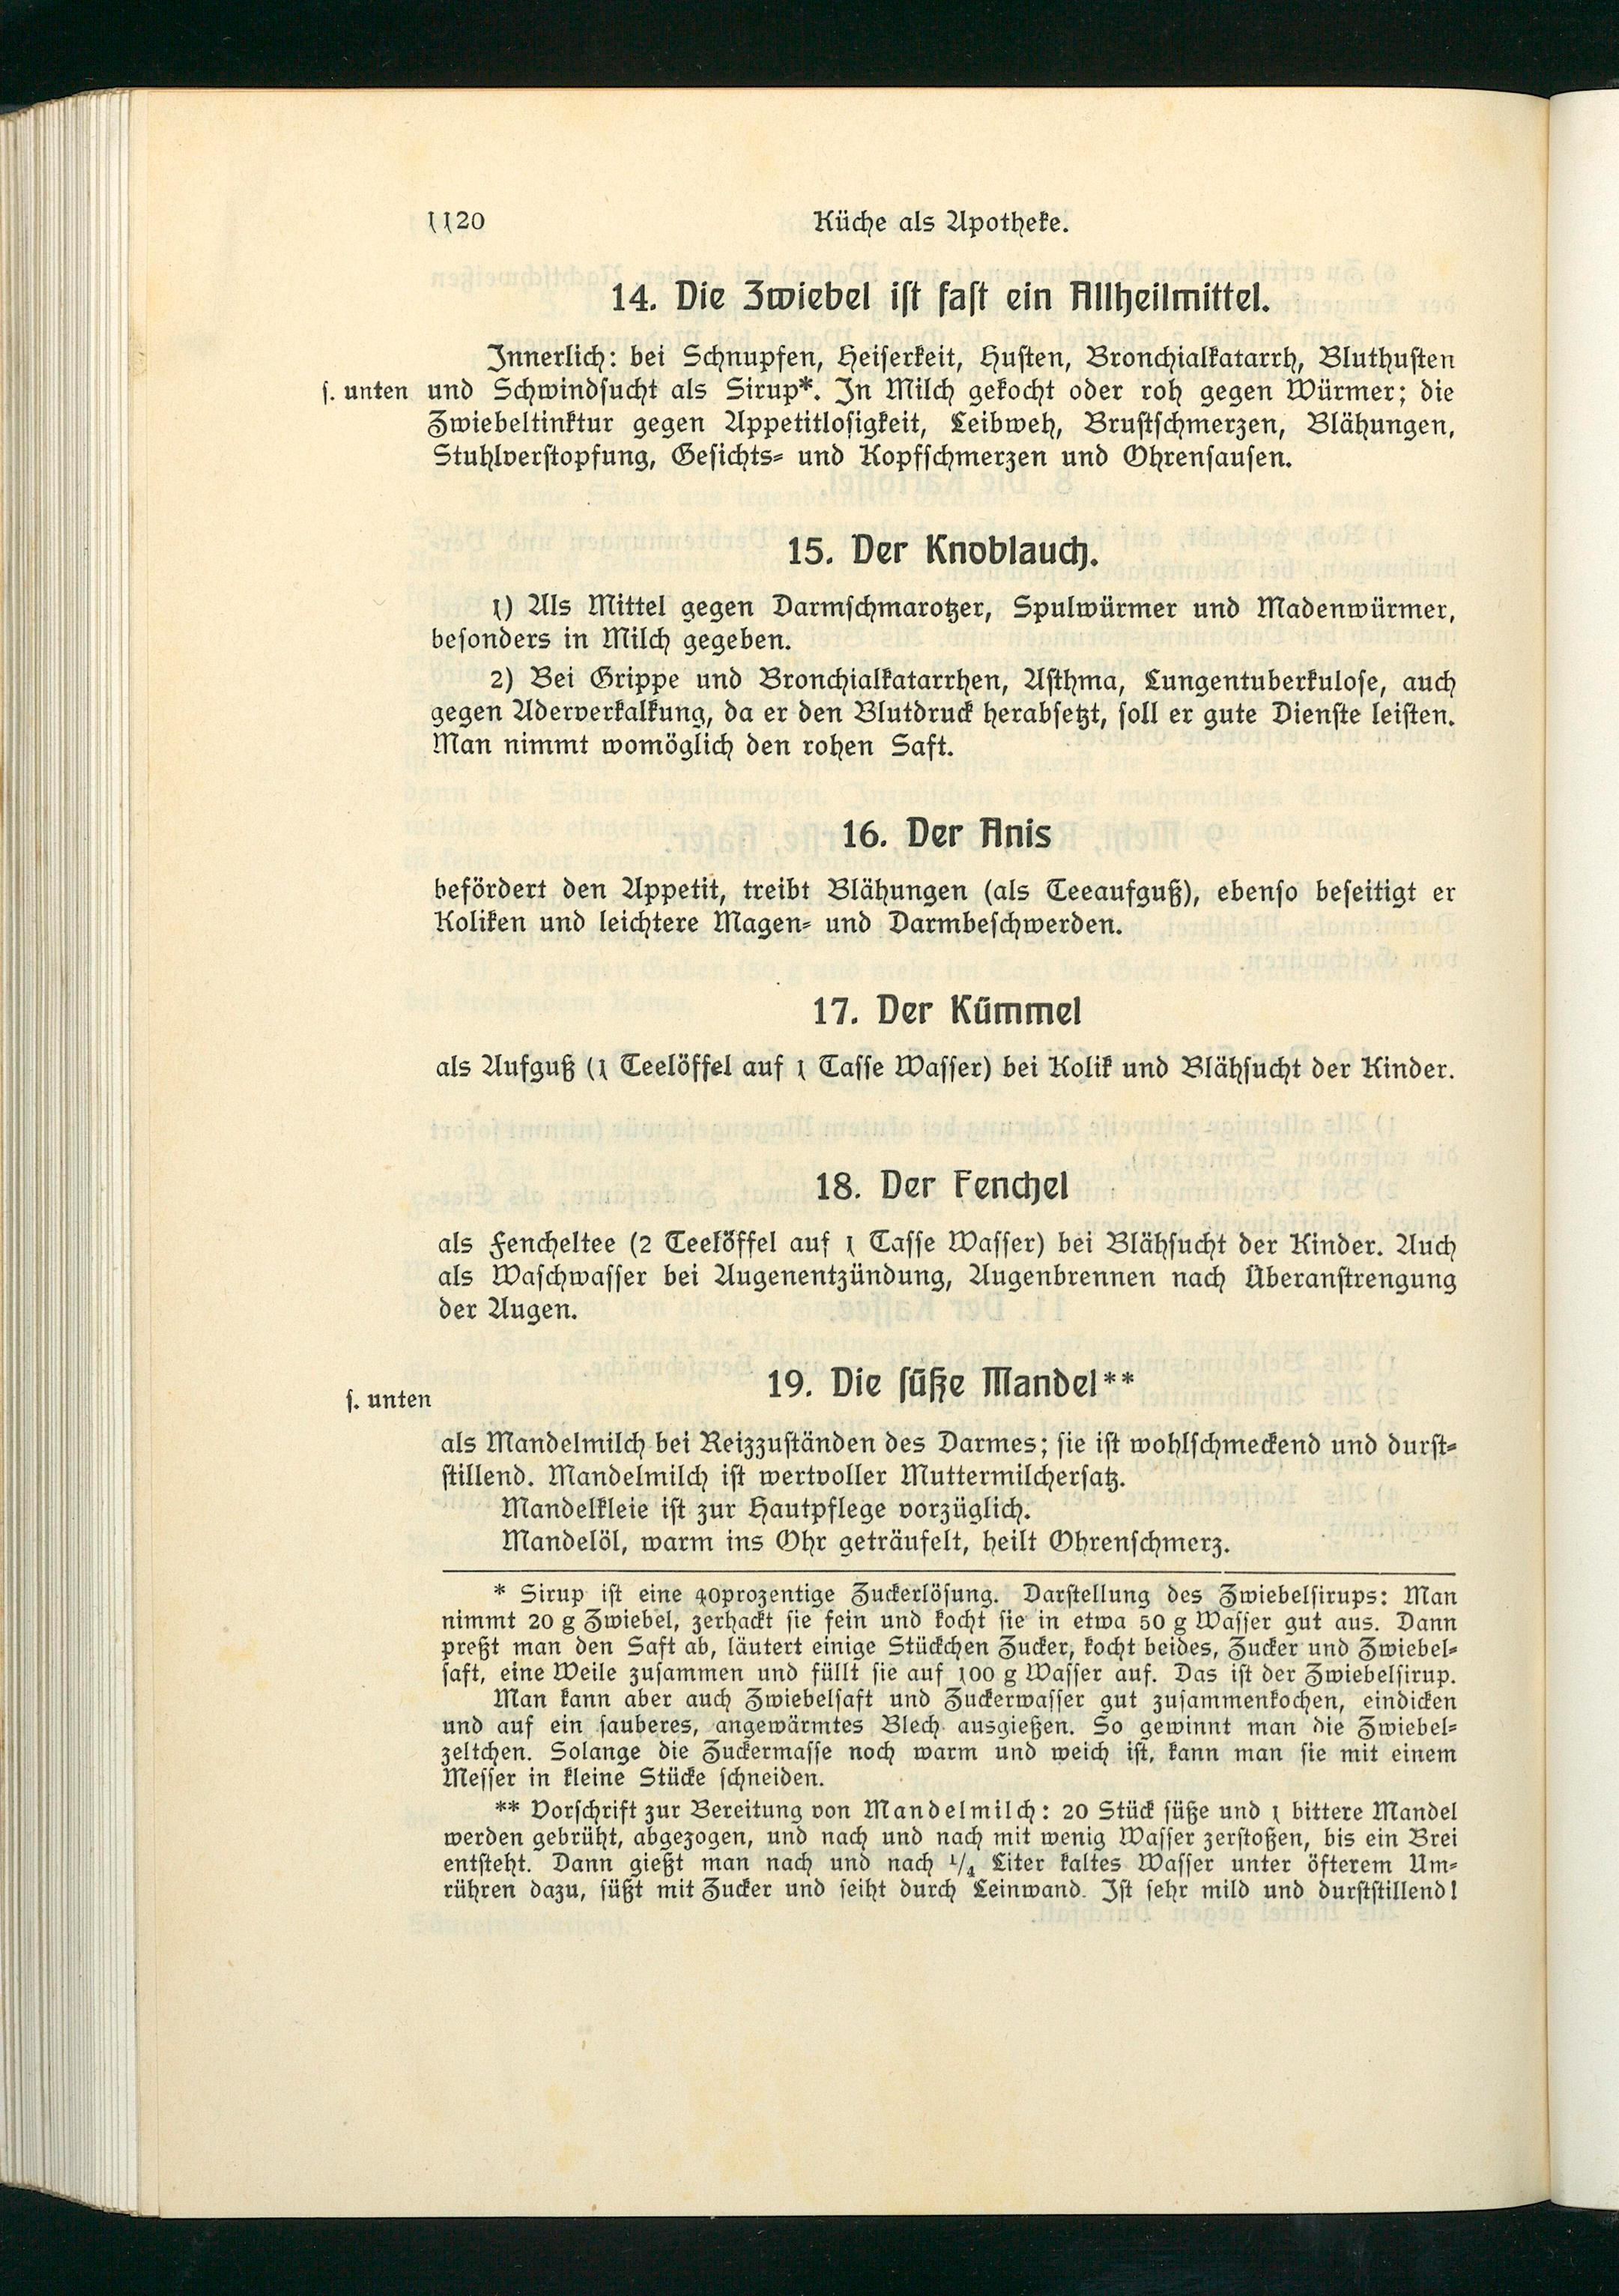 1120
Küche als Apotheke.
14. Die Zwiebel ist fast ein Allheilmittel.
Innerlich: bei Schnupfen, Heiserkeit, Husten, Bronchialkatarrh, Bluthusten
s. unten und Schwindsucht als Sirup*. In Milch gekocht oder roh gegen Würmer; die
Zwiebeltinktur gegen Appetitlosigkeit, Leibweh, Brustschmerzen, Blähungen,
Stuhlverstopfung, Gesichts- und Kopfschmerzen und Ohrensausen.
15. Der Knoblauch.
1) Als Mittel gegen Darmschmarotzer, Spulwürmer und Madenwürmer,
besonders in Milch gegeben.
2) Bei Grippe und Bronchialkatarrhen, Asthma, Lungentuberkulose, auch
gegen Aderverkalkung, da er den Blutdruck herabsetzt, soll er gute Dienste leisten.
Man nimmt womöglich den rohen Saft.
16. Der Anis
befördert den Appetit, treibt Blähungen (als Teeaufguß), ebenso beseitigt er
Koliken und leichtere Magen- und Darmbeschwerden.
17. Der Kümmel
als Aufguß (1 Teelöffel auf 1 Tasse Wasser) bei Kolik und Blähsucht der Kinder.
18. Der Fenchel
als Fencheltee (2 Teelöffel auf 1 Tasse Wasser) bei Blähsucht der Kinder. Auch
als Waschwasser bei Augenentzündung, Augenbrennen nach Überanstrengung
der Augen.
19. Die süße Mandel**
s. unten
als Mandelmilch bei Reizzuständen des Darmes; sie ist wohlschmeckend und durst-
stillend. Mandelmilch ist wertvoller Muttermilchersatz.
Mandelkleie ist zur Hautpflege vorzüglich.
Mandelöl, warm ins Ohr geträufelt, heilt Ohrenschmerz.
* Sirup ist eine 40prozentige Zuckerlösung. Darstellung des Zwiebelsirups: Man
nimmt 20 g Zwiebel, zerhackt sie fein und kocht sie in etwa 50 g Wasser gut aus. Dann
preßt man den Saft ab, läutert einige Stückchen Zucker, kocht beides, Zucker und Zwiebel-
saft, eine Weile zusammen und füllt sie auf 100 g Wasser auf. Das ist der Zwiebelsirup.
Man kann aber auch Zwiebelsaft und Zuckerwasser gut zusammenkochen, eindicken
und auf ein sauberes, angewärmtes Blech ausgießen. So gewinnt man die Zwiebel-
zeltchen. Solange die Zuckermasse noch warm und weich ist, kann man sie mit einem
Messer in kleine Stücke schneiden.
** Vorschrift zur Bereitung von Mandelmilch: 20 Stück süße und 1 bittere Mandel
werden gebrüht, abgezogen, und nach und nach mit wenig Wasser zerstoßen, bis ein Brei
entsteht. Dann gießt man nach und nach 1/4 Liter kaltes Wasser unter öfterem Um-
rühren dazu, süßt mit Zucker und seiht durch Leinwand. Ist sehr mild und durststillend!